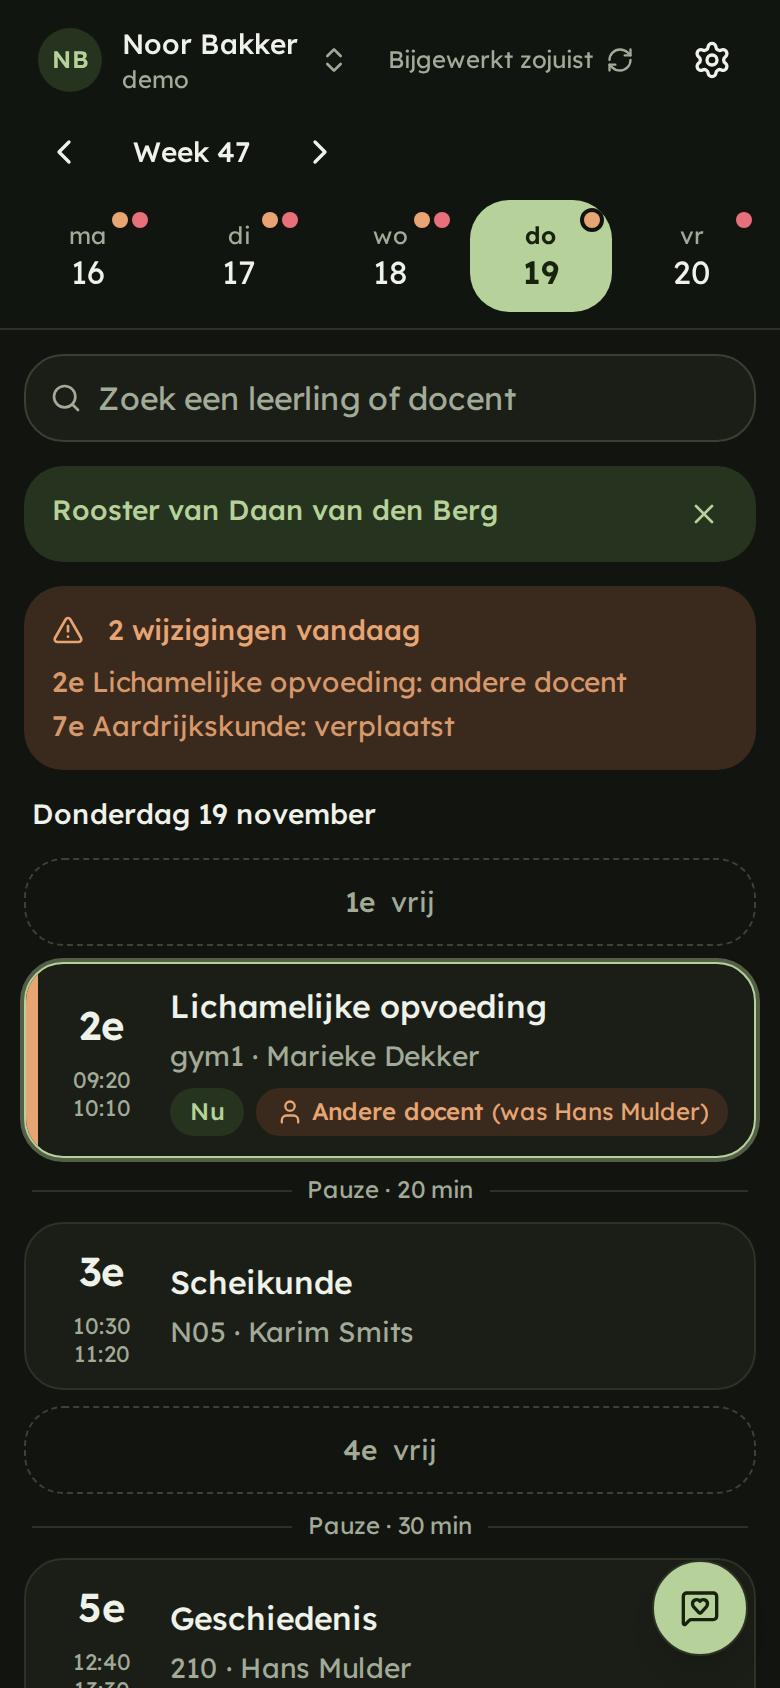 NB
Noor Bakker
demo
Bijgewerkt zojuist
Week 47
ma
16
di
17
wo
18
do
19
vr
20
Zoek een leerling of docent
Rooster van Daan van den Berg
2 wijzigingen vandaag
2e Lichamelijke opvoeding: andere docent
7e Aardrijkskunde: verplaatst
Donderdag 19 november
1e vrij
2e
09:20
10:10
Lichamelijke opvoeding
gym1 · Marieke Dekker
Nu
Andere docent (was Hans Mulder)
Pauze · 20 min
3e
10:30
11:20
Scheikunde
N05 · Karim Smits
4e vrij
Pauze · 30 min
5e
12:40
Geschiedenis
210 · Hans Mulder